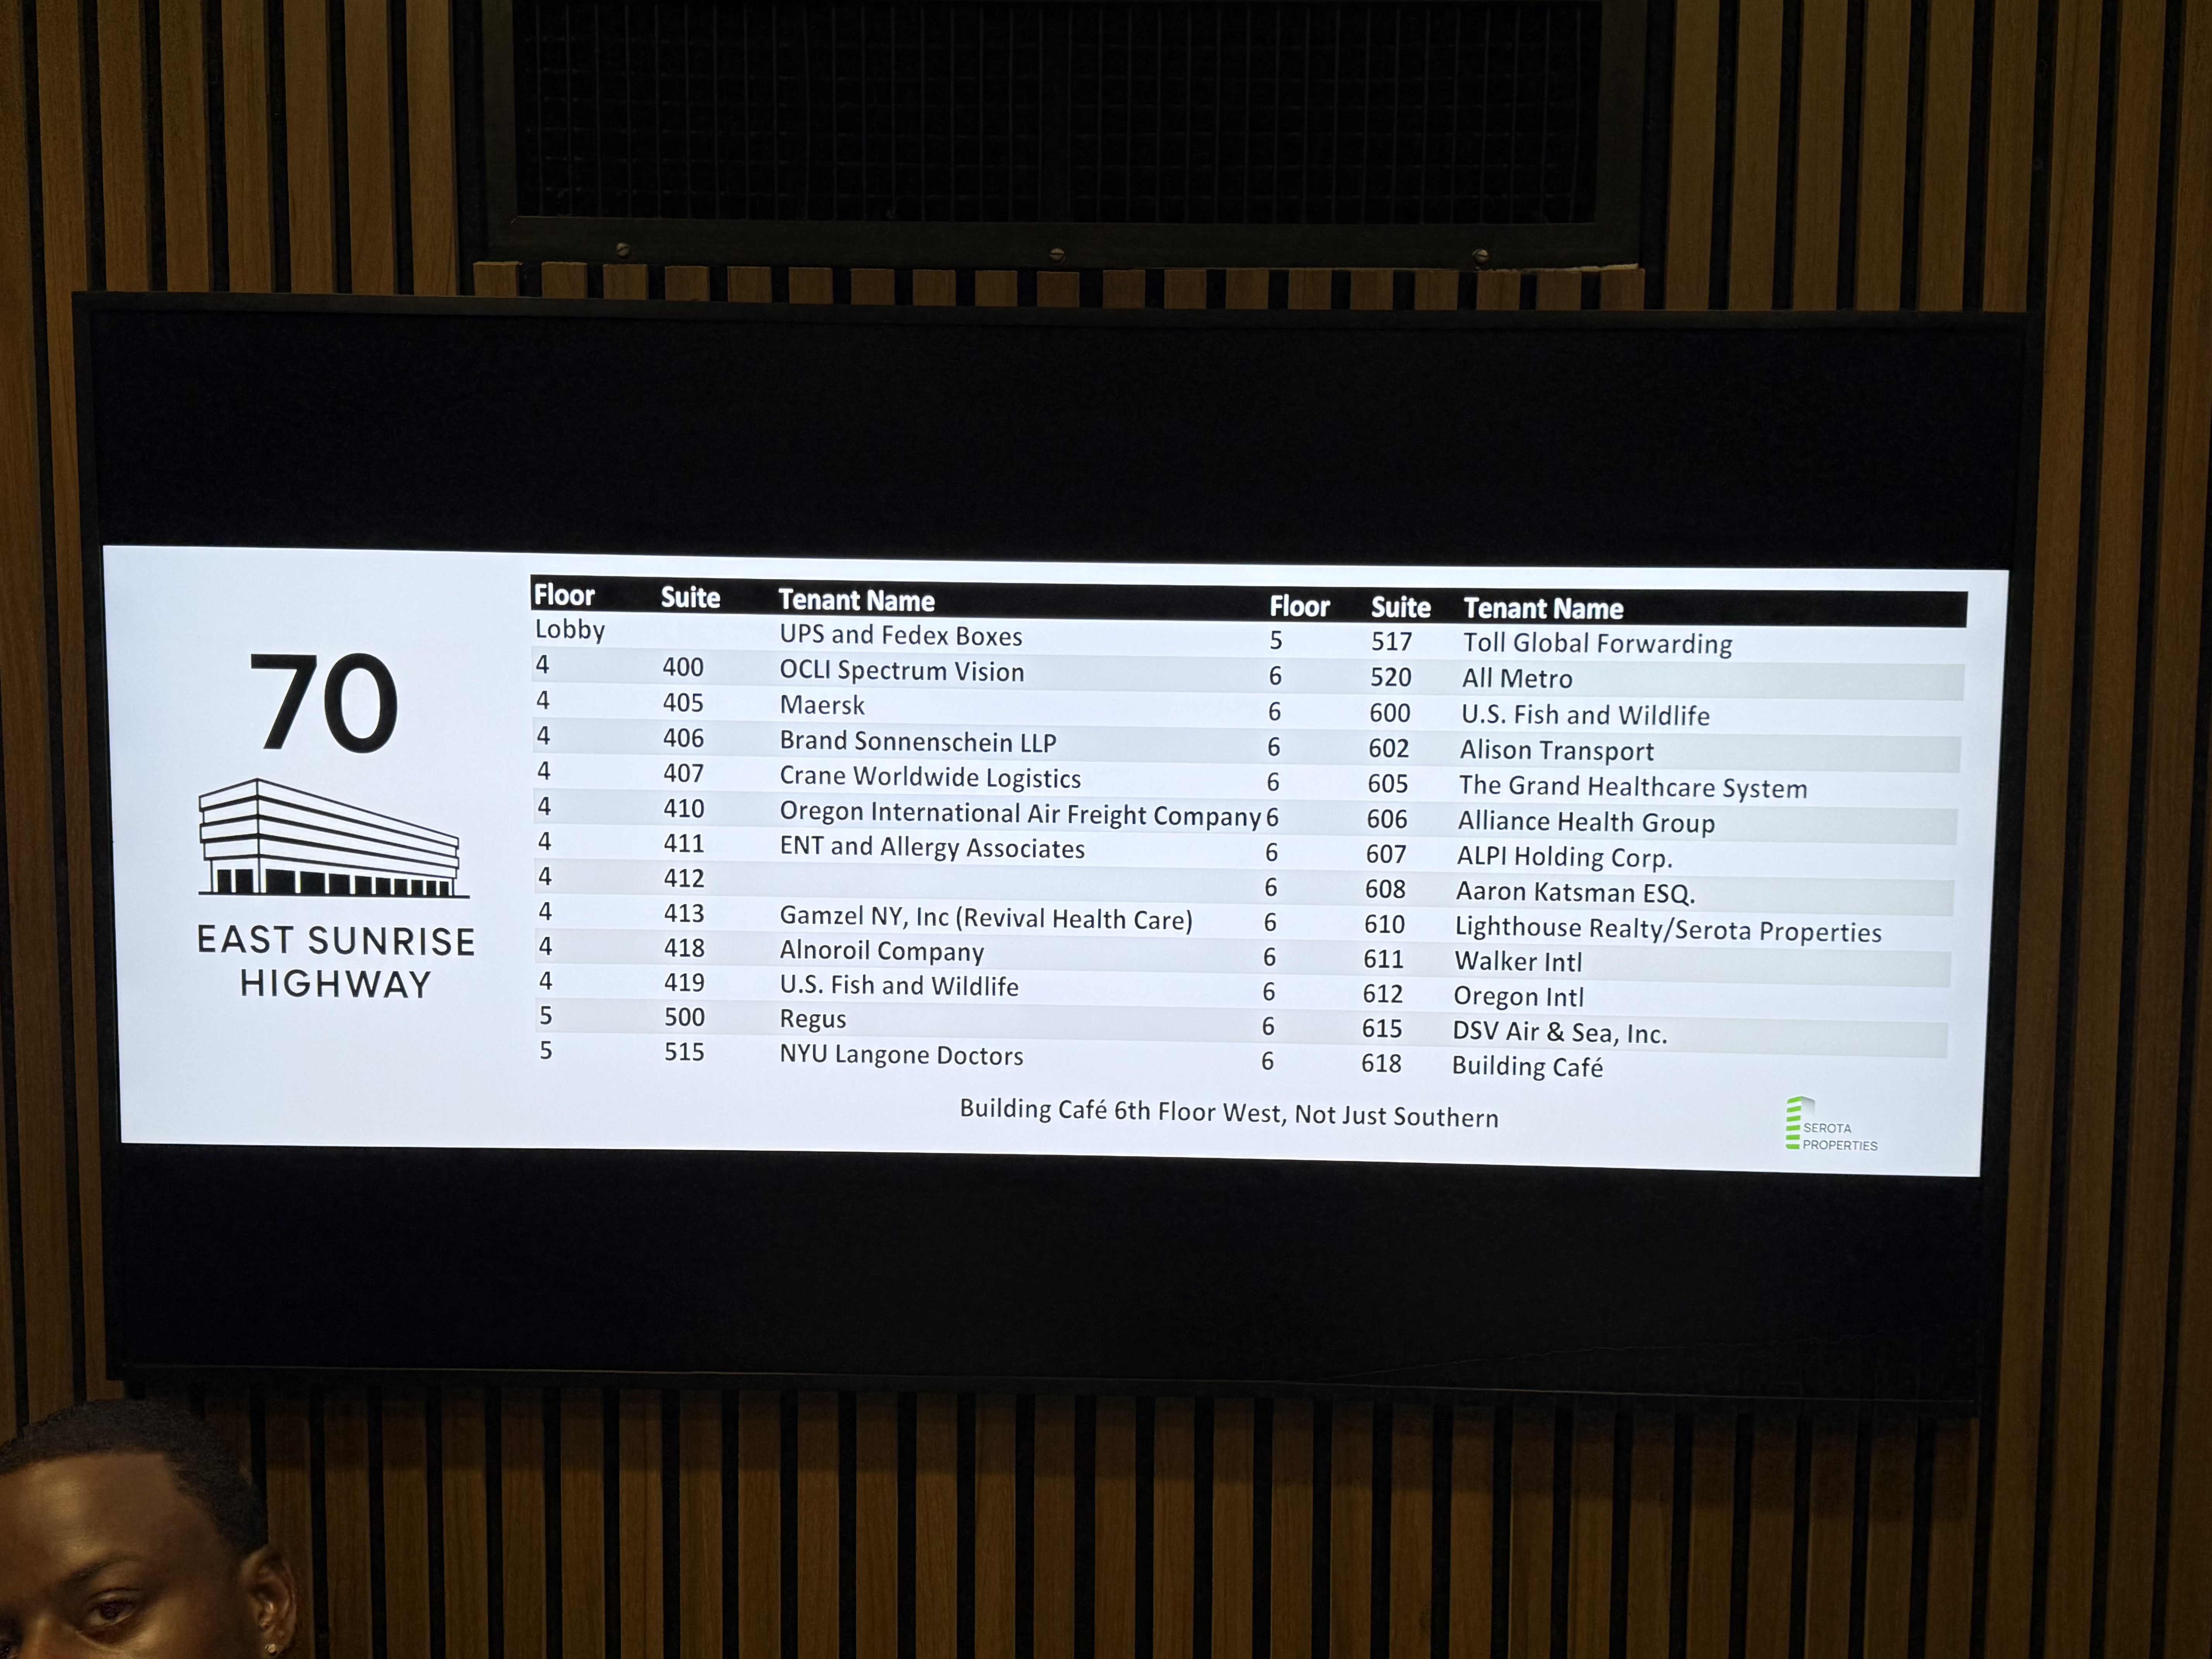 70
EAST SUNRISE
HIGHWAY
Floor Suite Tenant Name Floor Suite Tenant Name
Lobby UPS and Fedex Boxes 5 517 Toll Global Forwarding
4 400 OCLI Spectrum Vision 6 520 All Metro
4 405 Maersk 6 600 U.S. Fish and Wildlife
4 406 Brand Sonnenschein LLP 6 602 Alison Transport
4 407 Crane Worldwide Logistics 6 605 The Grand Healthcare System
4 410 Oregon International Air Freight Company 6 606 Alliance Health Group
4 411 ENT and Allergy Associates 6 607 ALPI Holding Corp.
4 412 6 608 Aaron Katsman ESQ.
4 413 Gamzel NY, Inc (Revival Health Care) 6 610 Lighthouse Realty/Serota Properties
4 418 Alnoroil Company 6 611 Walker Intl
4 419 U.S. Fish and Wildlife 6 612 Oregon Intl
5 500 Regus 6 615 DSV Air & Sea, Inc.
5 515 NYU Langone Doctors 6 618 Building Café
Building Café 6th Floor West, Not Just Southern
SEROTA
PROPERTIES